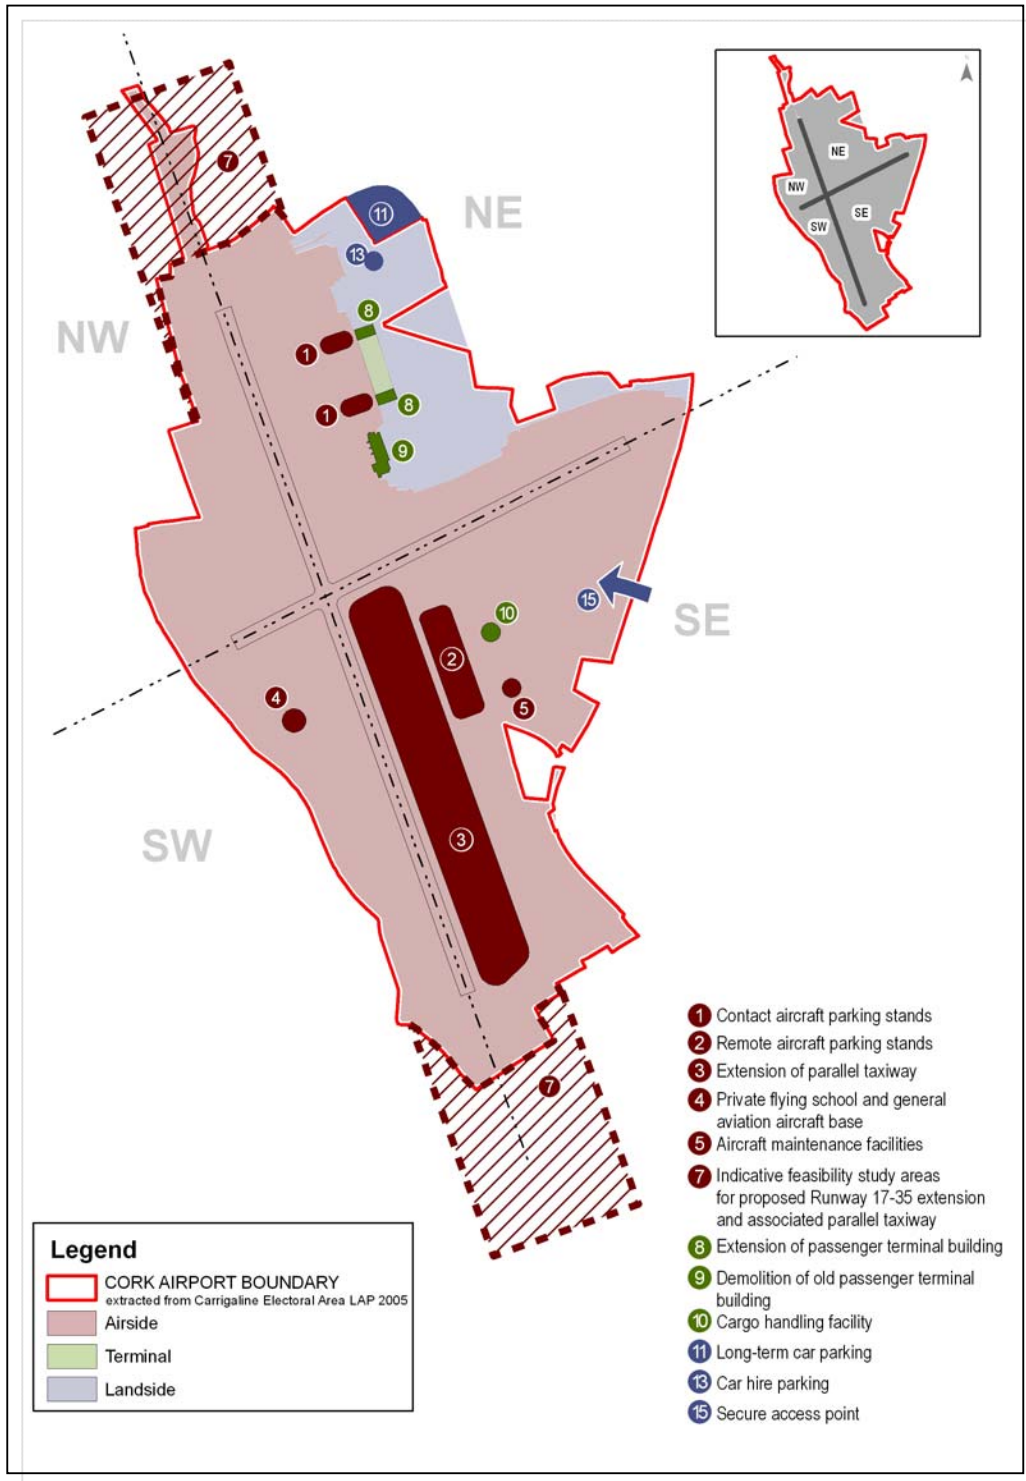 7
NE
11
13
8
NW
1
1
8
9
NE
NW
SE
SW
15
SE
10
2
4
5
SW
3
7
1 Contact aircraft parking stands
2 Remote aircraft parking stands
3 Extension of parallel taxiway
4 Private flying school and general
aviation aircraft base
5 Aircraft maintenance facilities
7 Indicative feasibility study areas
for proposed Runway 17-35 extension
and associated parallel taxiway
8 Extension of passenger terminal building
9 Demolition of old passenger terminal
building
10 Cargo handling facility
11 Long-term car parking
13 Car hire parking
15 Secure access point
Legend
CORK AIRPORT BOUNDARY
extracted from Carrigaline Electoral Area LAP 2005
Airside
Terminal
Landside